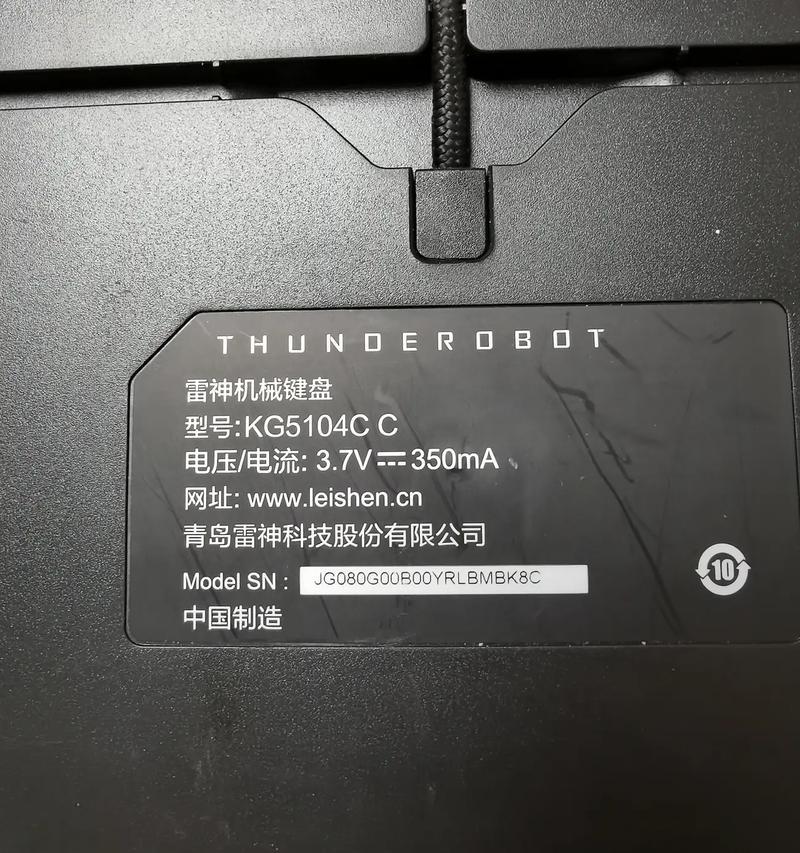 THUNDEROBOT
雷神机械键盘
型号:KG5104C C
电压/电流: 3.7V⎓350mA
网址: www.leishen.cn
青岛雷神科技股份有限公司
Model SN : JG080G00B00YRLBMBK8C
中国制造
10